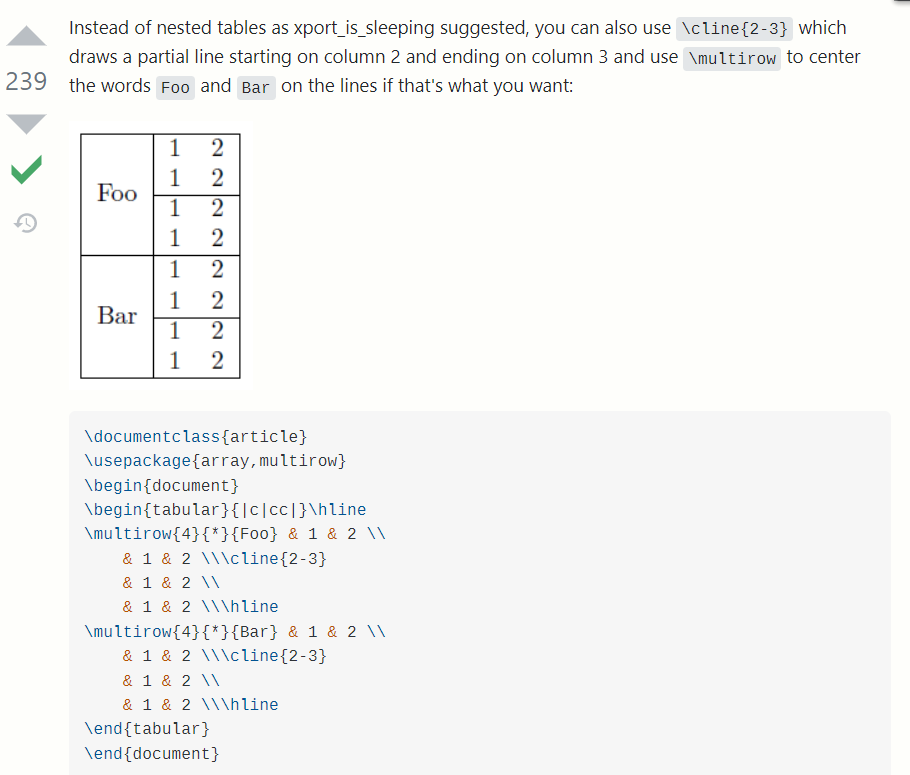 Instead of nested tables as xport_is_sleeping suggested, you can also use \cline{2-3} which
draws a partial line starting on column 2 and ending on column 3 and use \multirow to center
239
the words Foo and Bar on the lines if that's what you want:
1 2
1 2
Foo
1 2
1 2
1 2
1 2
Bar
1 2
1 2
\documentclass{article}
\usepackage{array,multirow}
\begin{document}
\begin{tabular}{|c|cc|}\hline
\multirow{4}{*}{Foo} & 1 & 2 \\
    & 1 & 2 \\\cline{2-3}
    & 1 & 2 \\
    & 1 & 2 \\\hline
\multirow{4}{*}{Bar} & 1 & 2 \\
    & 1 & 2 \\\cline{2-3}
    & 1 & 2 \\
    & 1 & 2 \\\hline
\end{tabular}
\end{document}